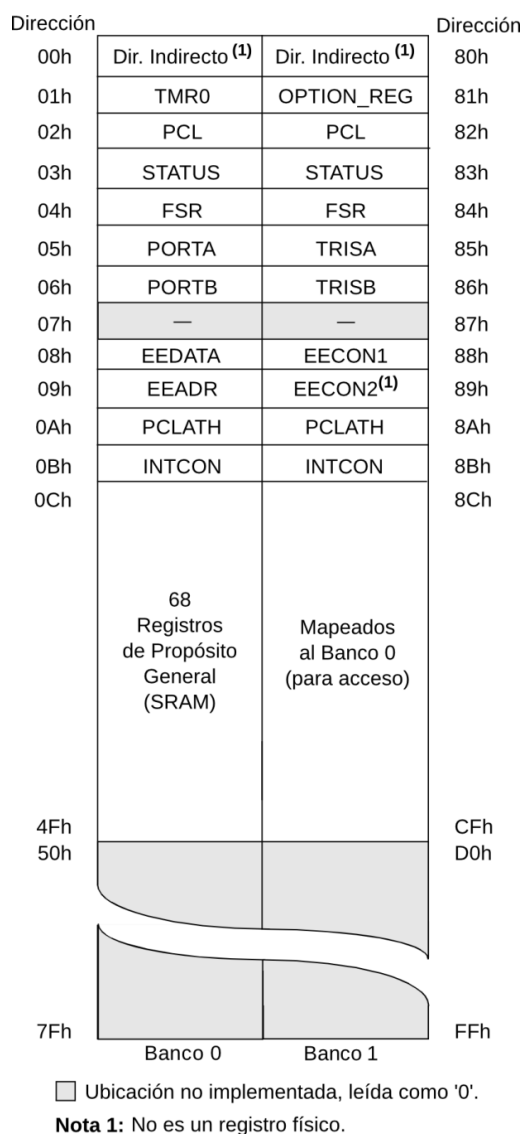 Dirección Dirección
00h Dir. Indirecto (1) Dir. Indirecto (1) 80h
01h TMR0 OPTION_REG 81h
02h PCL PCL 82h
03h STATUS STATUS 83h
04h FSR FSR 84h
05h PORTA TRISA 85h
06h PORTB TRISB 86h
07h — — 87h
08h EEDATA EECON1 88h
09h EEADR EECON2(1) 89h
0Ah PCLATH PCLATH 8Ah
0Bh INTCON INTCON 8Bh
0Ch 8Ch
68
Registros
de Propósito
General
(SRAM)
Mapeados
al Banco 0
(para acceso)
4Fh CFh
50h D0h
7Fh FFh
Banco 0 Banco 1
Ubicación no implementada, leída como '0'.
Nota 1: No es un registro físico.